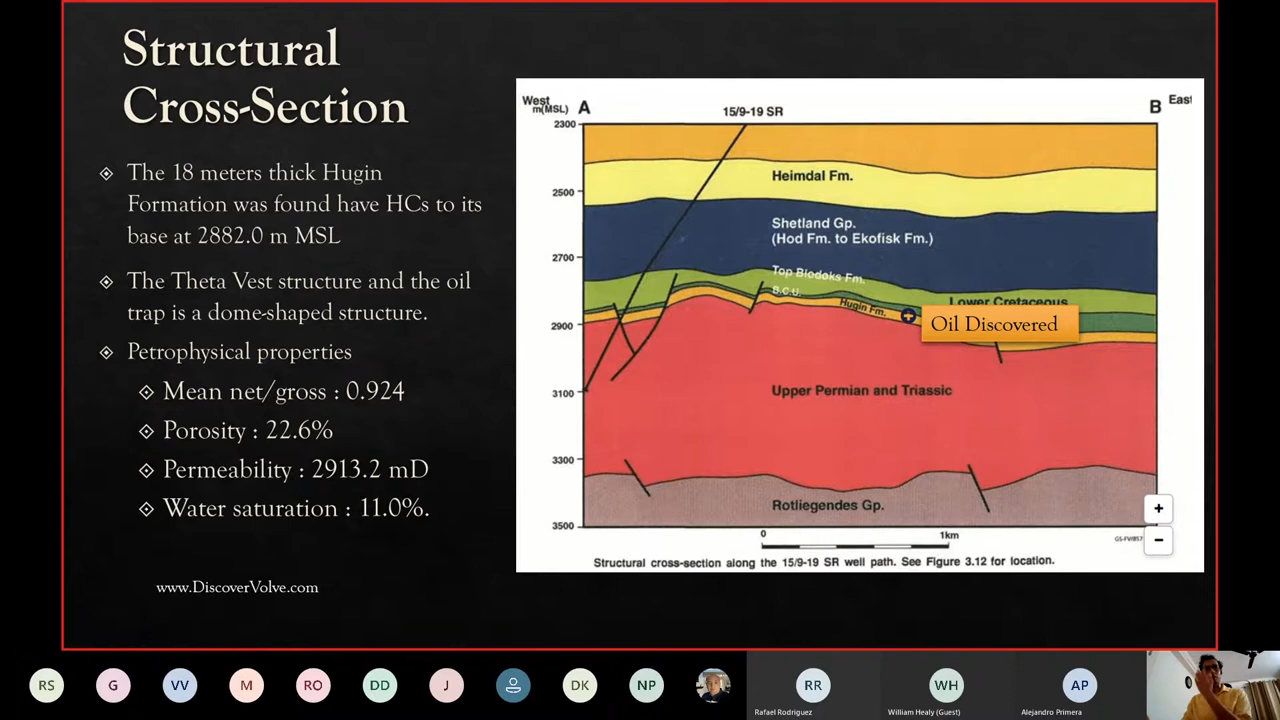 Structural
Cross-Section
The 18 meters thick Hugin
Formation was found have HCs to its
base at 2882.0 m MSL
The Theta Vest structure and the oil
trap is a dome-shaped structure.
Petrophysical properties
Mean net/gross : 0.924
Porosity : 22.6%
Permeability : 2913.2 mD
Water saturation : 11.0%.
www.DiscoverVolve.com
West A
m(MSL)
15/9-19 SR
B East
2300
2500
2700
2900
3100
3300
3500
Heimdal Fm.
Shetland Gp.
(Hod Fm. to Ekofisk Fm.)
Top Blodoks Fm.
B.C.U.
Hugin Fm.
Lower Cretaceous
Oil Discovered
Upper Permian and Triassic
Rotliegendes Gp.
0 1km
Structural cross-section along the 15/9-19 SR well path. See Figure 3.12 for location.
+
−
RS G VV M RO DD J DK NP RR WH AP
Rafael Rodriguez William Healy (Guest) Alejandro Primera